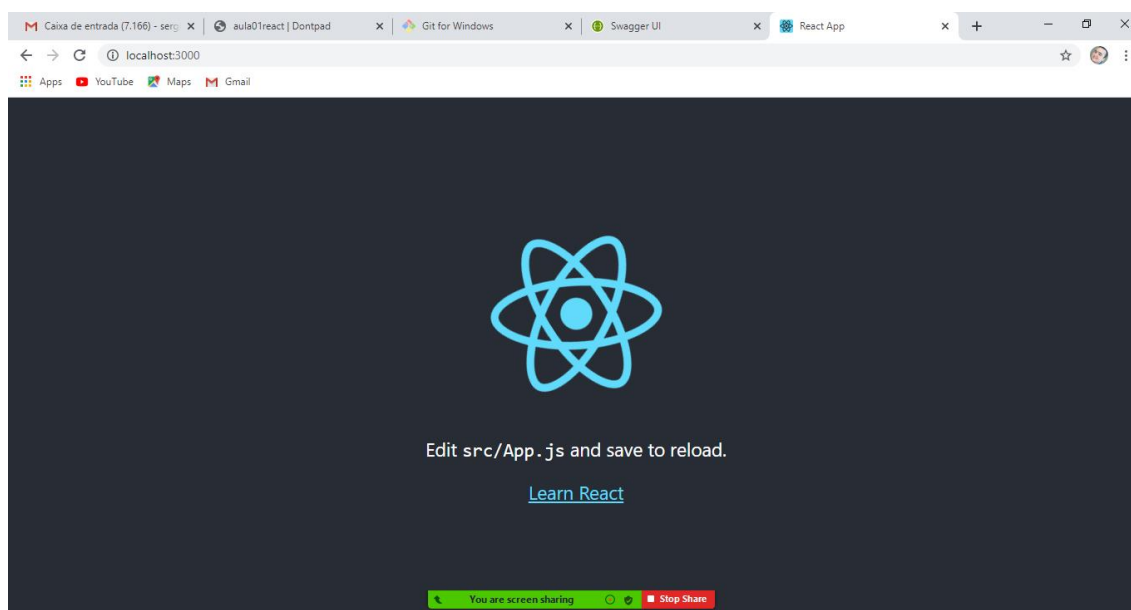 Caixa de entrada (7.166) - serg
aula01react | Dontpad
Git for Windows
Swagger UI
React App
localhost:3000
Apps
YouTube
Maps
Gmail
Edit src/App.js and save to reload.
Learn React
You are screen sharing
Stop Share